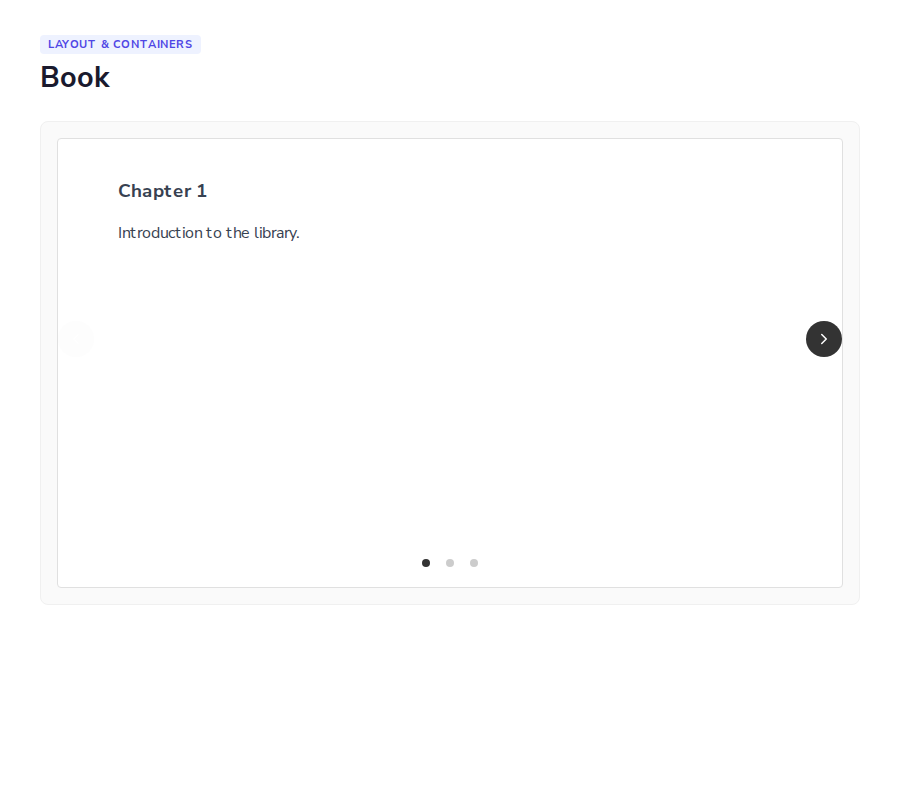 LAYOUT & CONTAINERS
Book
Chapter 1
Introduction to the library.